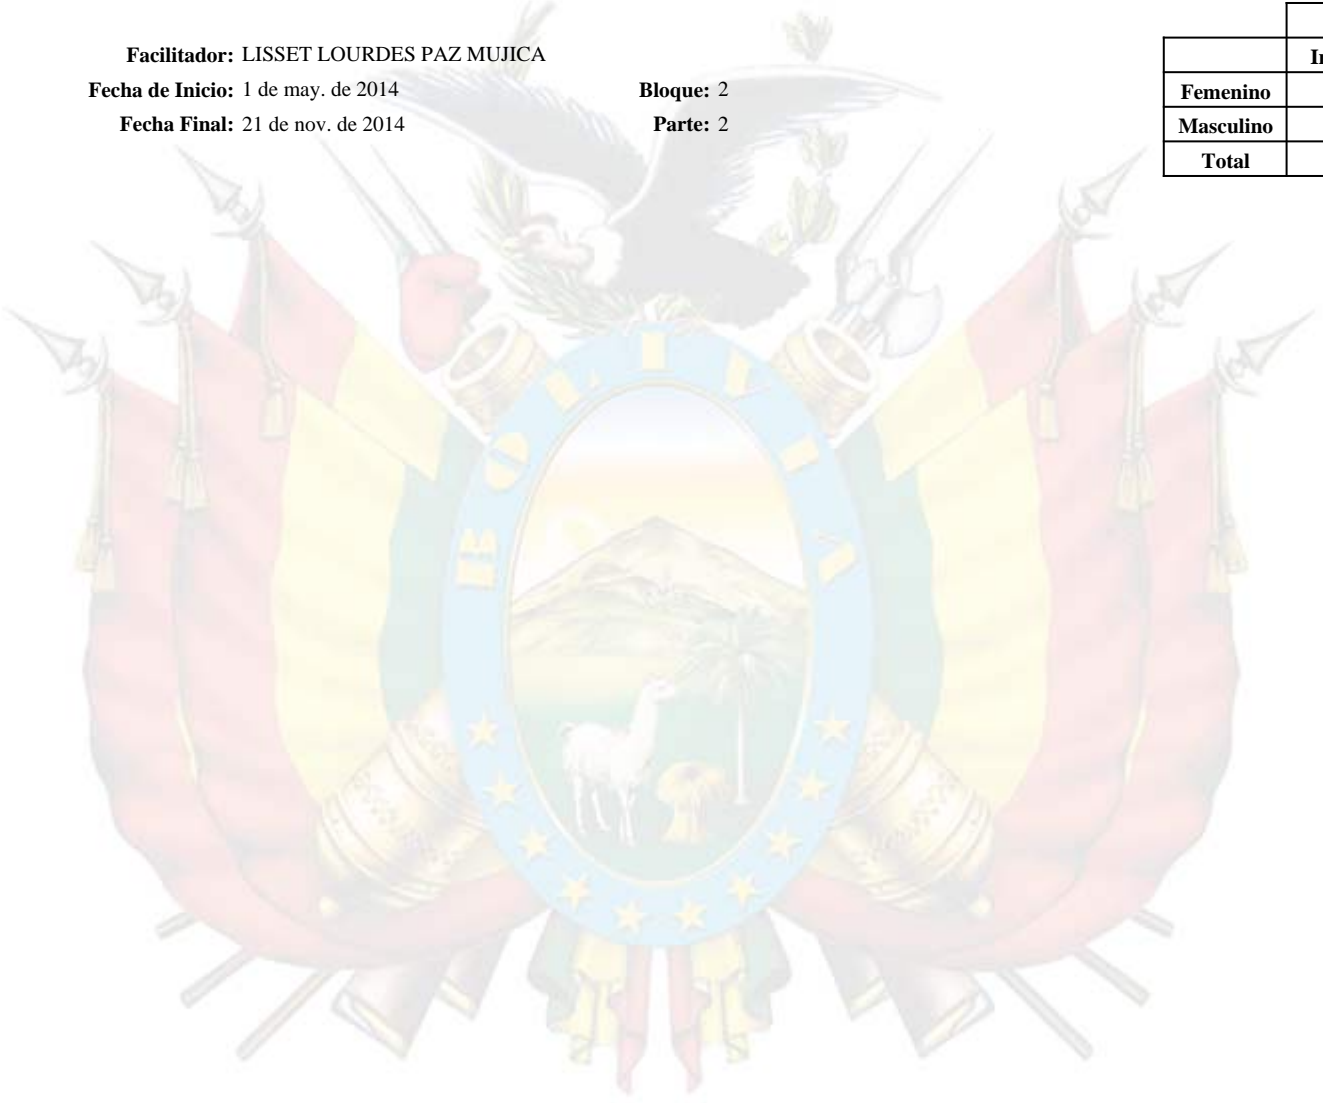 Facilitador: LISSET LOURDES PAZ MUJICA
Fecha de Inicio: 1 de may. de 2014 Bloque: 2
Fecha Final: 21 de nov. de 2014 Parte: 2
Femenino
Masculino
Total
BOLIVIA